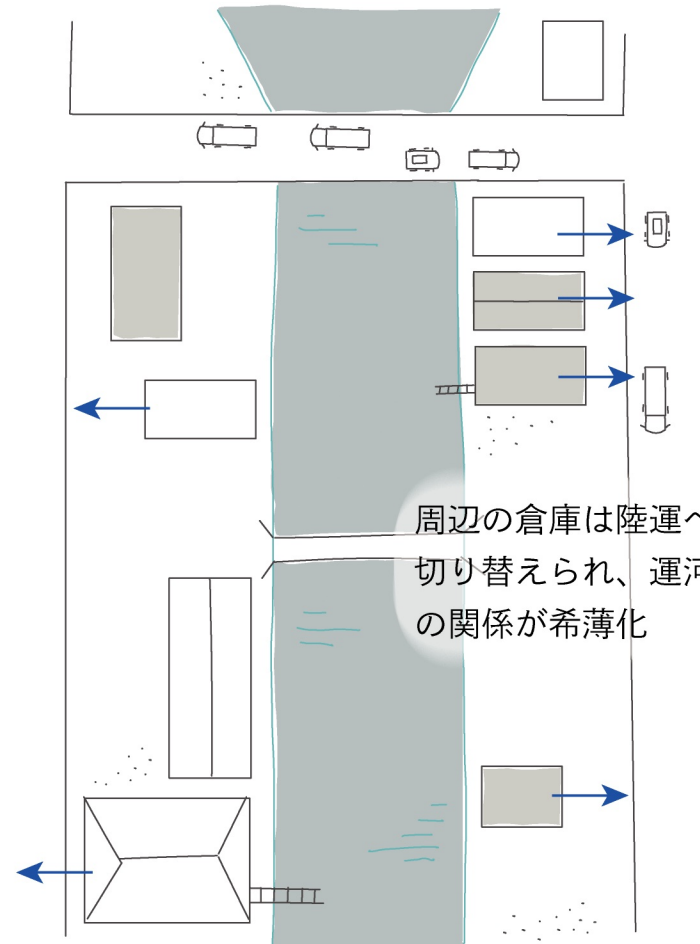 周辺の倉庫は陸運へ
切り替えられ、運河
の関係が希薄化